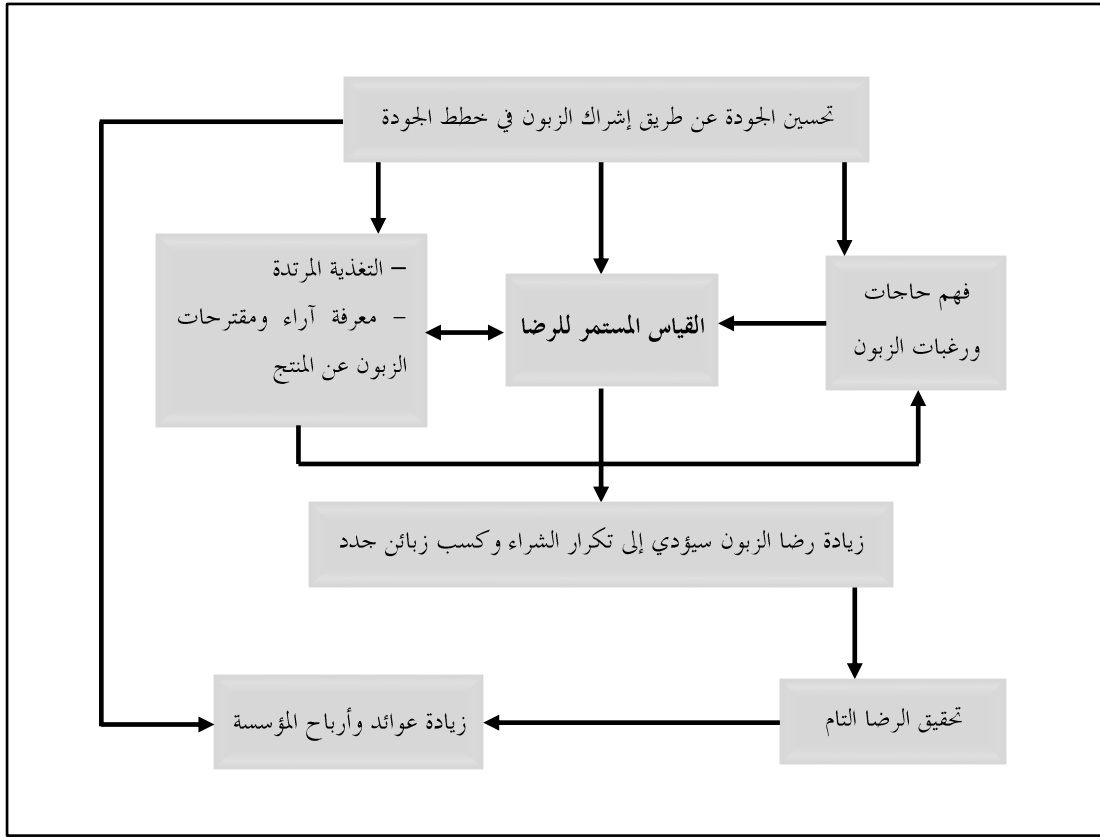 تحسين الجودة عن طريق إشراك الزبون في خطط الجودة
فهم حاجات
ورغبات الزبون
القياس المستمر للرضا
– التغذية المرتدة
– معرفة آراء ومقترحات
الزبون عن المنتج
زيادة رضا الزبون سيؤدي إلى تكرار الشراء وكسب زبائن جدد
تحقيق الرضا التام
زيادة عوائد وأرباح المؤسسة